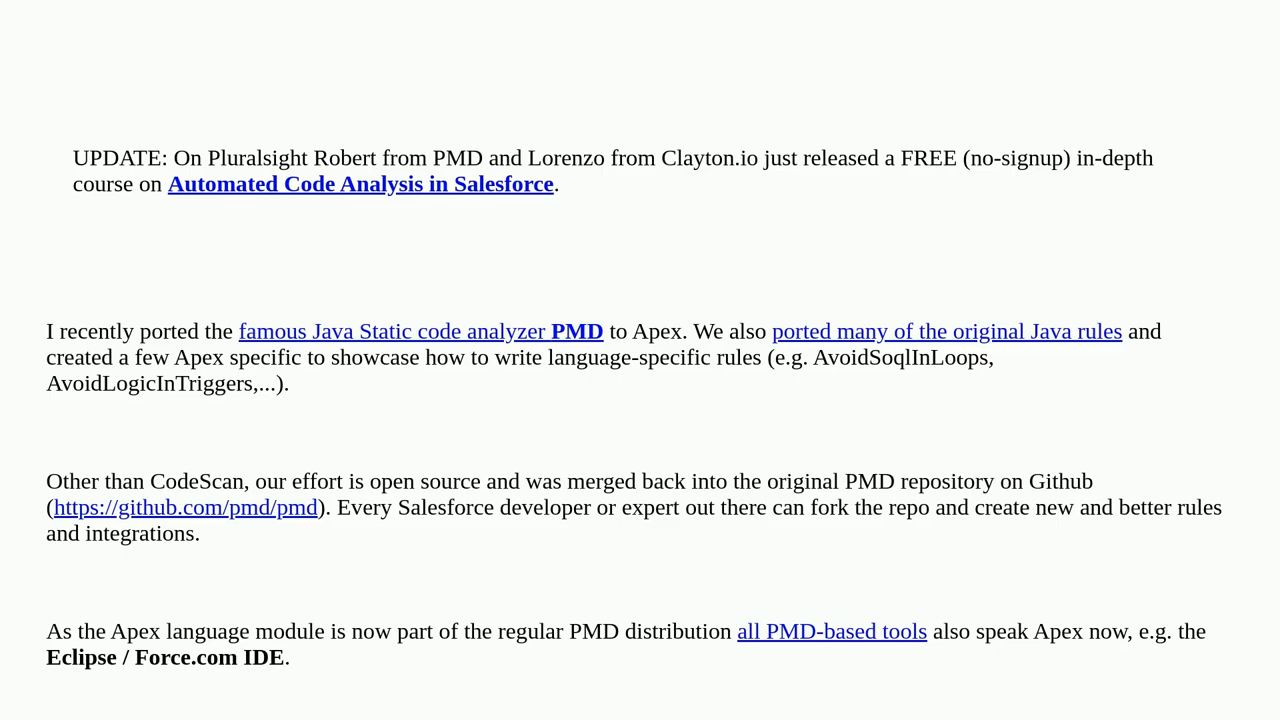 UPDATE: On Pluralsight Robert from PMD and Lorenzo from Clayton.io just released a FREE (no-signup) in-depth
course on Automated Code Analysis in Salesforce.
I recently ported the famous Java Static code analyzer PMD to Apex. We also ported many of the original Java rules and
created a few Apex specific to showcase how to write language-specific rules (e.g. AvoidSoqlInLoops,
AvoidLogicInTriggers,...).
Other than CodeScan, our effort is open source and was merged back into the original PMD repository on Github
(https://github.com/pmd/pmd). Every Salesforce developer or expert out there can fork the repo and create new and better rules
and integrations.
As the Apex language module is now part of the regular PMD distribution all PMD-based tools also speak Apex now, e.g. the
Eclipse / Force.com IDE.